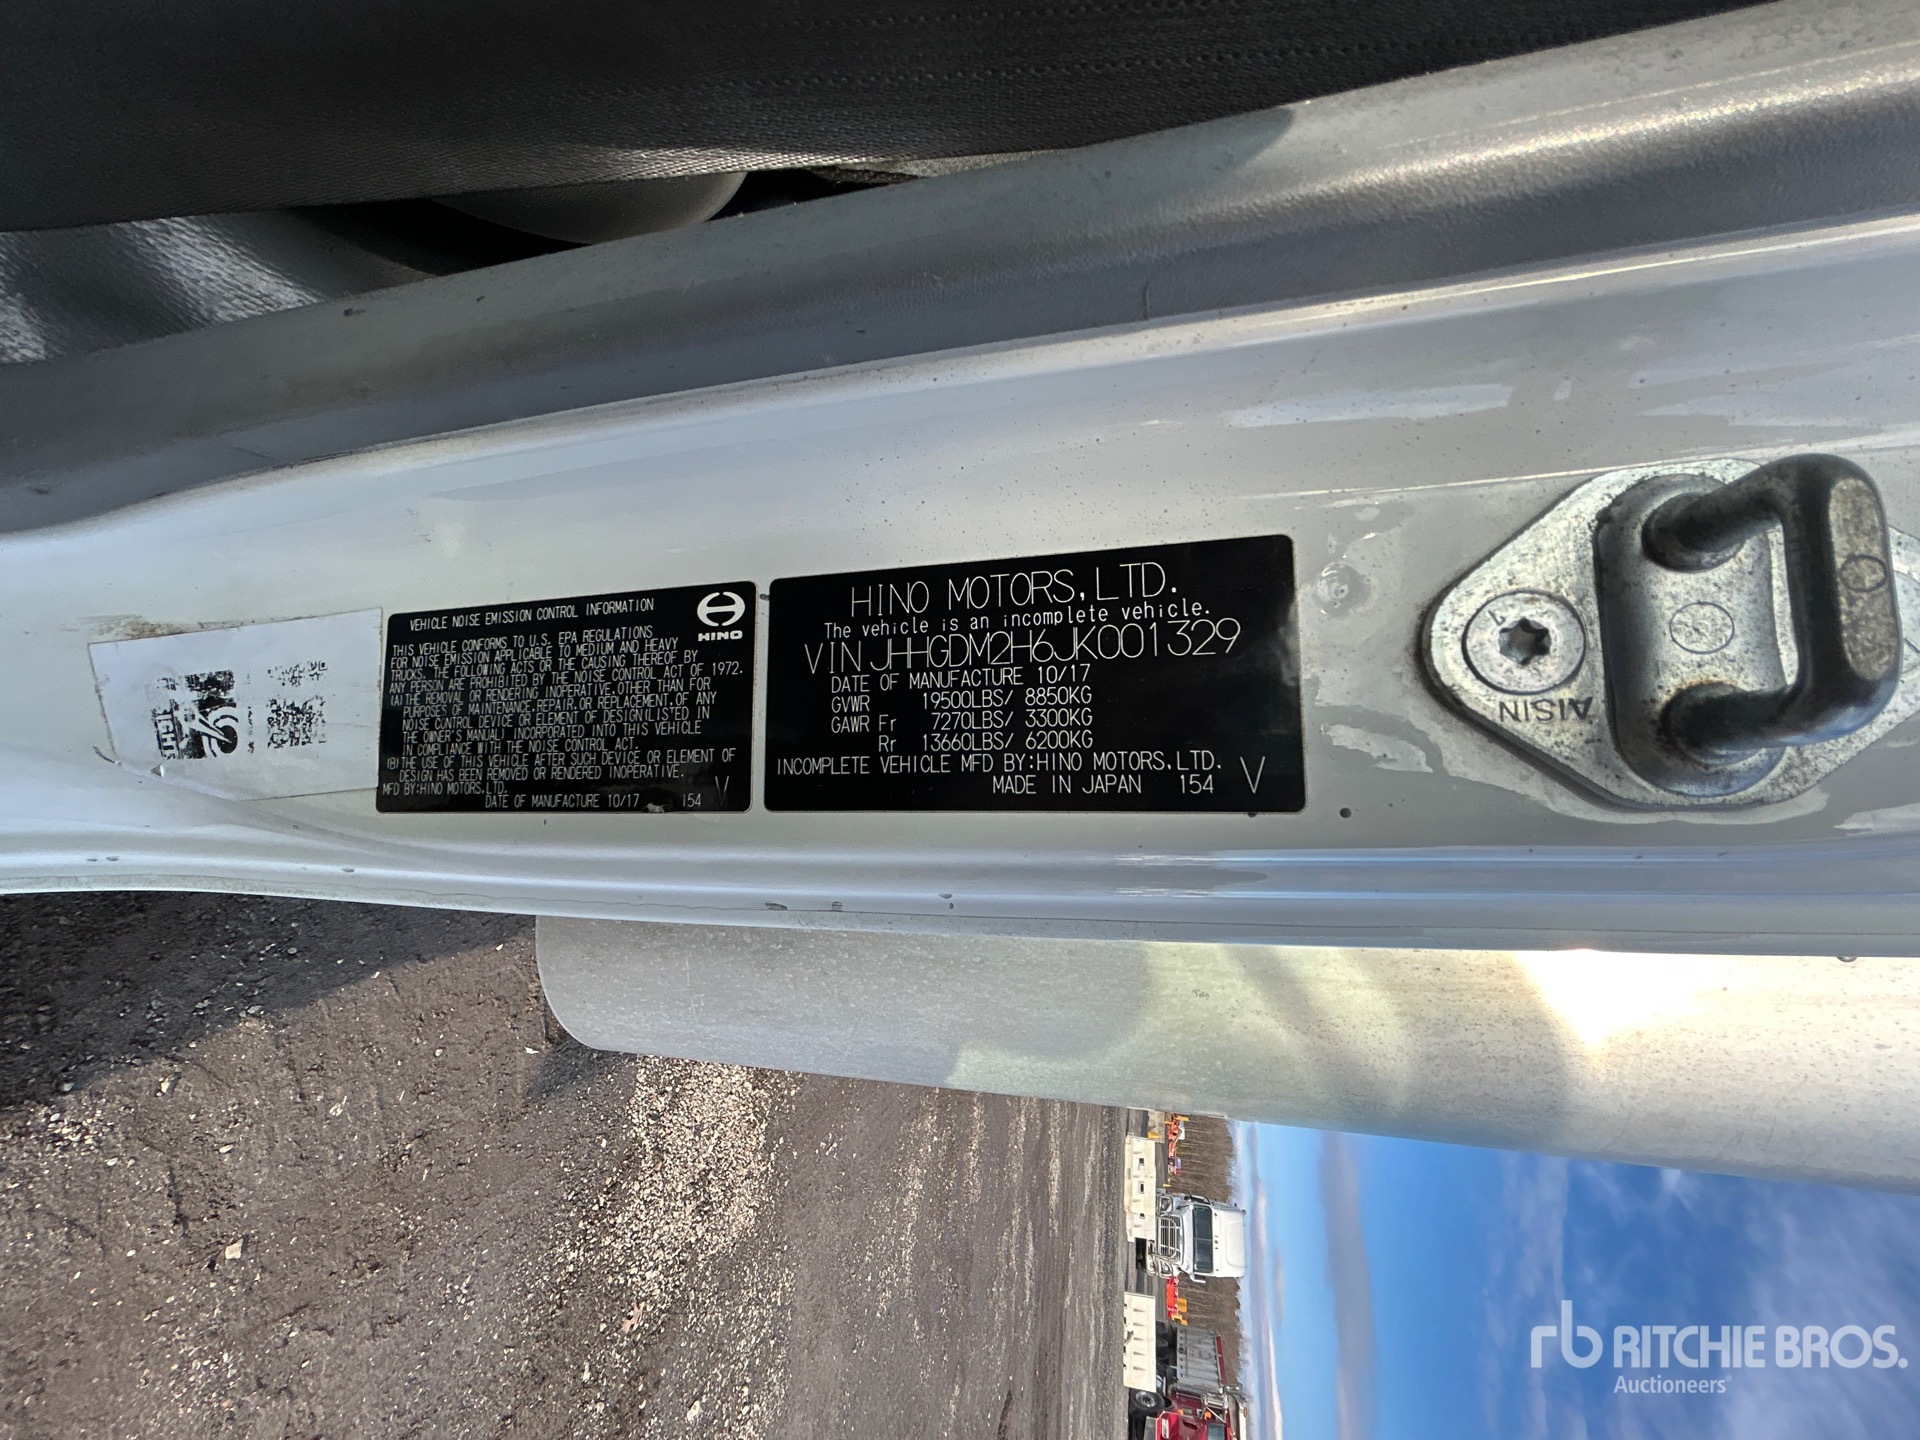 VEHICLE NOISE EMISSION CONTROL INFORMATION
HINO
THIS VEHICLE CONFORMS TO U.S. EPA REGULATIONS
FOR NOISE EMISSION APPLICABLE TO MEDIUM AND HEAVY
TRUCKS. THE FOLLOWING ACTS OR THE CAUSING THEREOF BY
ANY PERSON ARE PROHIBITED BY THE NOISE CONTROL ACT OF 1972.
(A) THE REMOVAL OR RENDERING INOPERATIVE, OTHER THAN FOR
PURPOSES OF MAINTENANCE, REPAIR, OR REPLACEMENT, OF ANY
NOISE CONTROL DEVICE OR ELEMENT OF DESIGN(LISTED IN
THE OWNER'S MANUAL) INCORPORATED INTO THIS VEHICLE
IN COMPLIANCE WITH THE NOISE CONTROL ACT.
(B) THE USE OF THIS VEHICLE AFTER SUCH DEVICE OR ELEMENT OF
DESIGN HAS BEEN REMOVED OR RENDERED INOPERATIVE.
MFD BY:HINO MOTORS,LTD.
DATE OF MANUFACTURE 10/17 154 V
HINO MOTORS,LTD.
The vehicle is an incomplete vehicle.
VIN JHHGDM2H6JK001329
DATE OF MANUFACTURE 10/17
GVWR 19500LBS/ 8850KG
GAWR Fr 7270LBS/ 3300KG
Rr 13660LBS/ 6200KG
INCOMPLETE VEHICLE MFD BY:HINO MOTORS,LTD.
MADE IN JAPAN 154 V
AISIN
rb RITCHIE BROS.
Auctioneers